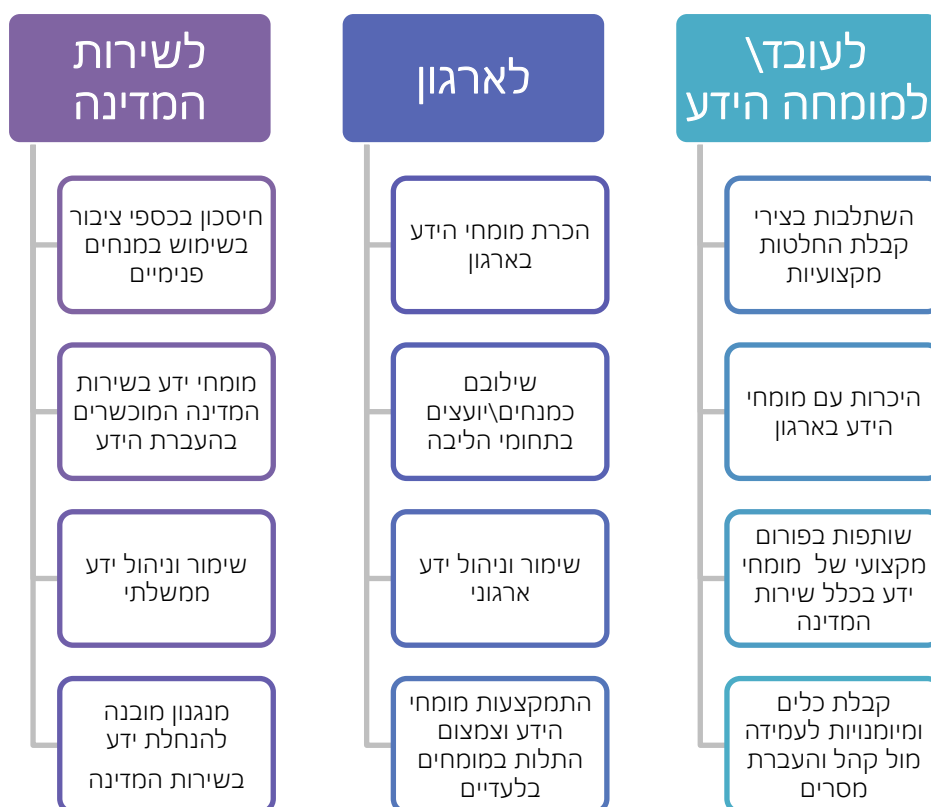 לעובד\
למומחה הידע
השתלבות בצירי
קבלת החלטות
מקצועיות
היכרות עם מומחי
הידע בארגון
שותפות בפורום
מקצועי של מומחי
ידע בכלל שירות
המדינה
קבלת כלים
ומיומנויות לעמידה
מול קהל והעברת
מסרים
לארגון
הכרת מומחי הידע
בארגון
שילובם
כמנחים\יועצים
בתחומי הליבה
שימור וניהול ידע
ארגוני
התמקצעות מומחי
הידע וצמצום
התלות במומחים
בלעדיים
לשירות
המדינה
חיסכון בכספי ציבור
בשימוש במנחים
פנימיים
מומחי ידע בשירות
המדינה המוכשרים
בהעברת הידע
שימור וניהול ידע
ממשלתי
מנגנון מובנה
להנחלת ידע
בשירות המדינה